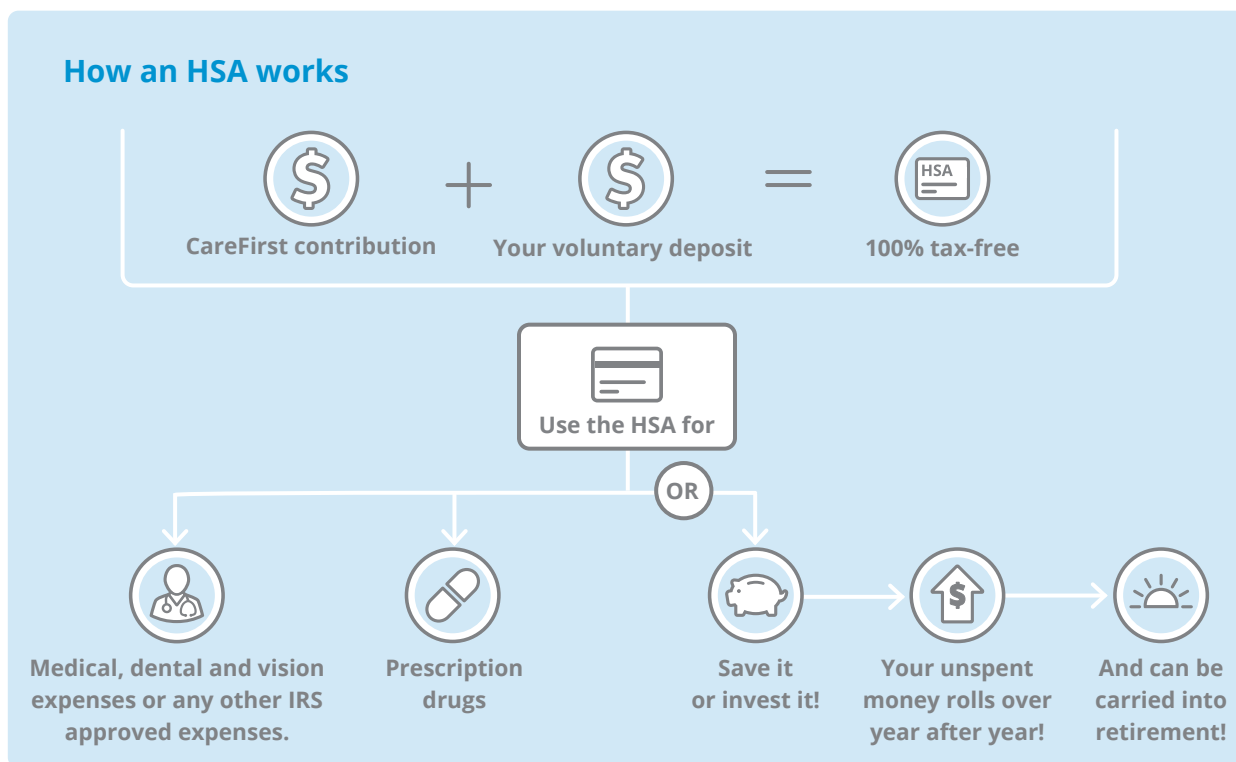 How an HSA works
$
$
HSA
CareFirst contribution
Your voluntary deposit
100% tax-free
Use the HSA for
OR
$
Medical, dental and vision
expenses or any other IRS
approved expenses.
Prescription
drugs
Save it
or invest it!
Your unspent
money rolls over
year after year!
And can be
carried into
retirement!